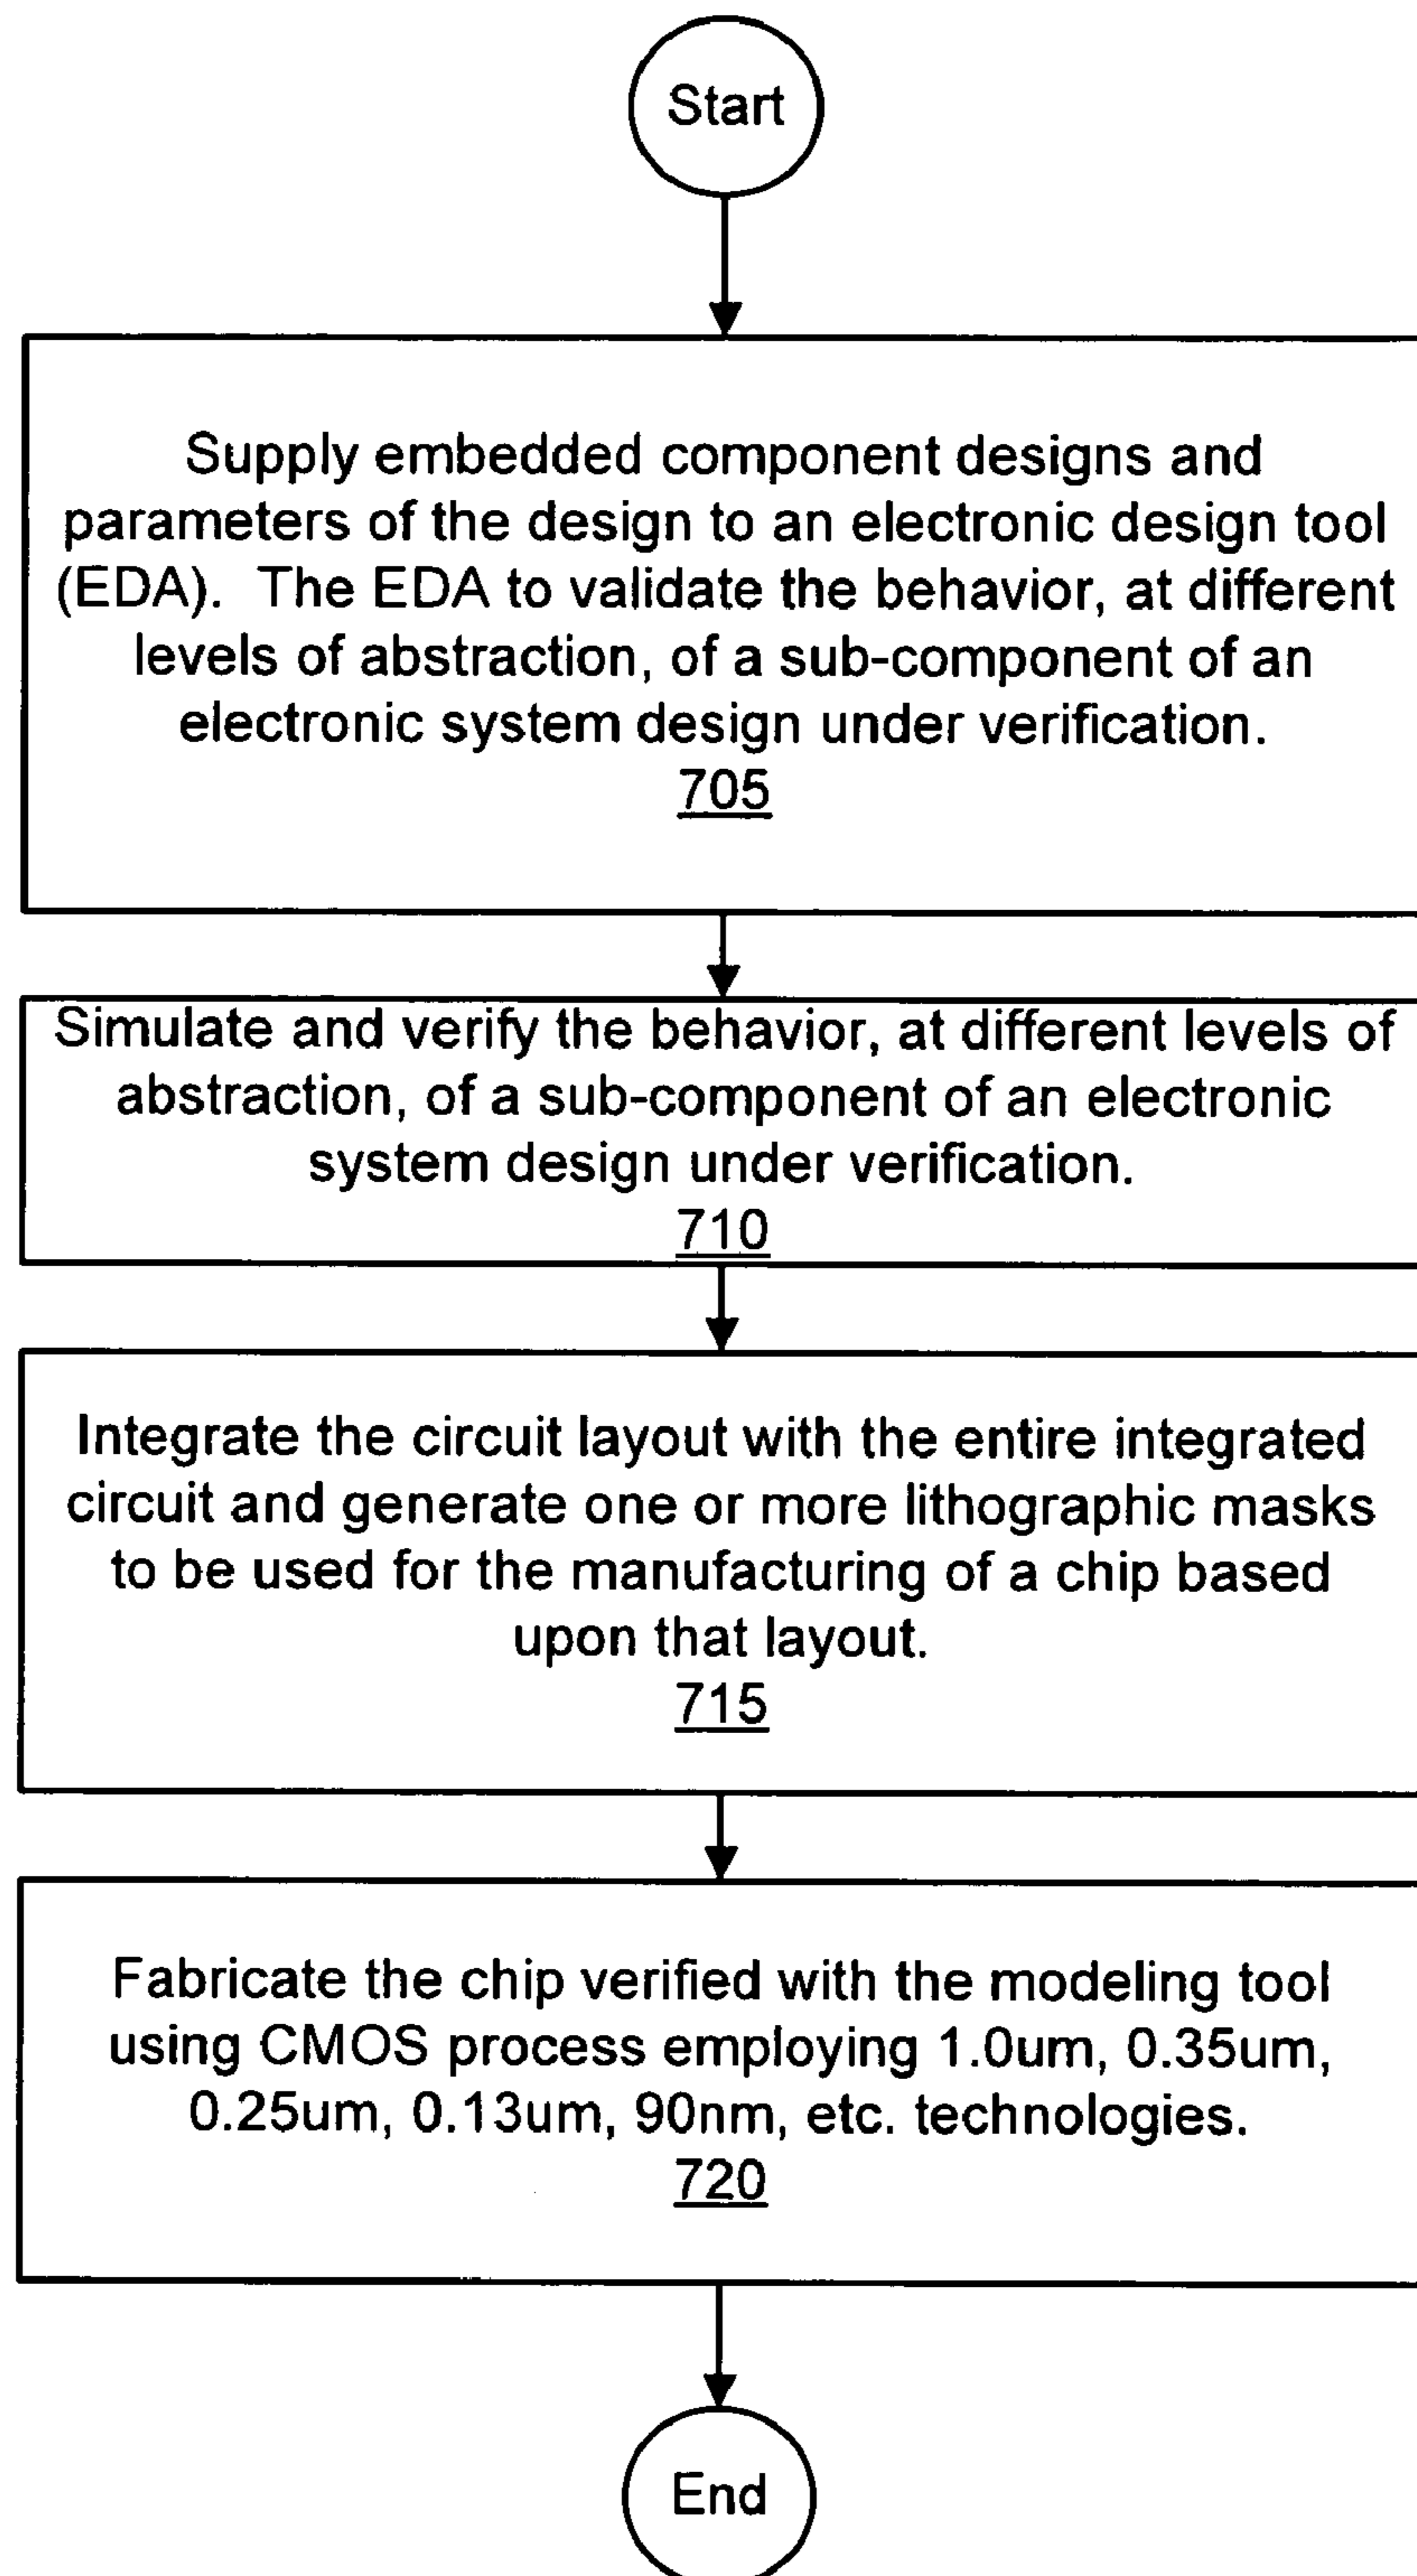 Start
Supply embedded component designs and
parameters of the design to an electronic design tool
(EDA).  The EDA to validate the behavior, at different
levels of abstraction, of a sub-component of an
electronic system design under verification.
705
Simulate and verify the behavior, at different levels of
abstraction, of a sub-component of an electronic
system design under verification.
710
Integrate the circuit layout with the entire integrated
circuit and generate one or more lithographic masks
to be used for the manufacturing of a chip based
upon that layout.
715
Fabricate the chip verified with the modeling tool
using CMOS process employing 1.0um, 0.35um,
0.25um, 0.13um, 90nm, etc. technologies.
720
End